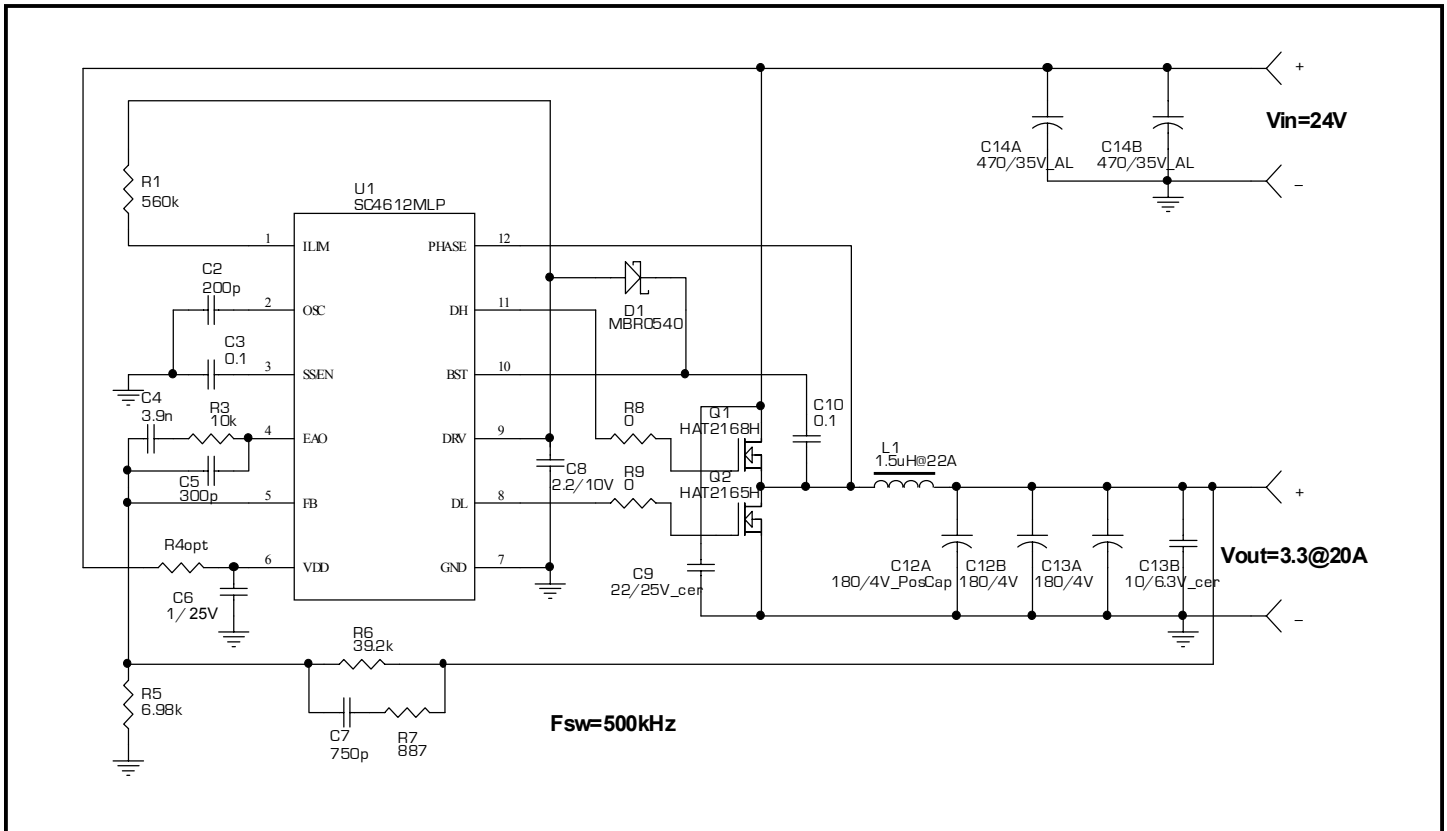 +
Vin=24V
C14A
470/35V_AL
C14B
470/35V_AL
–
R1
560k
U1
SC4612MLP
1
ILIM
PHASE
12
C2
200p
2
OSC
DH
11
D1
MBR0540
C3
0.1
3
SS/EN
BST
10
C4
3.9n
R3
10k
4
EAO
DRV
9
R8
0
Q1
HAT2168H
C10
0.1
C5
300p
5
FB
DL
8
C8
2.2/10V
R9
0
Q2
HAT2165H
L1
1.5uH@22A
+
R4opt
6
VDD
GND
7
C6
1/25V
C9
22/25V_cer
C12A
180/4V_PosCap
C12B
180/4V
C13A
180/4V
C13B
10/6.3V_cer
Vout=3.3@20A
–
R6
39.2k
R5
6.98k
C7
750p
R7
887
Fsw=500kHz